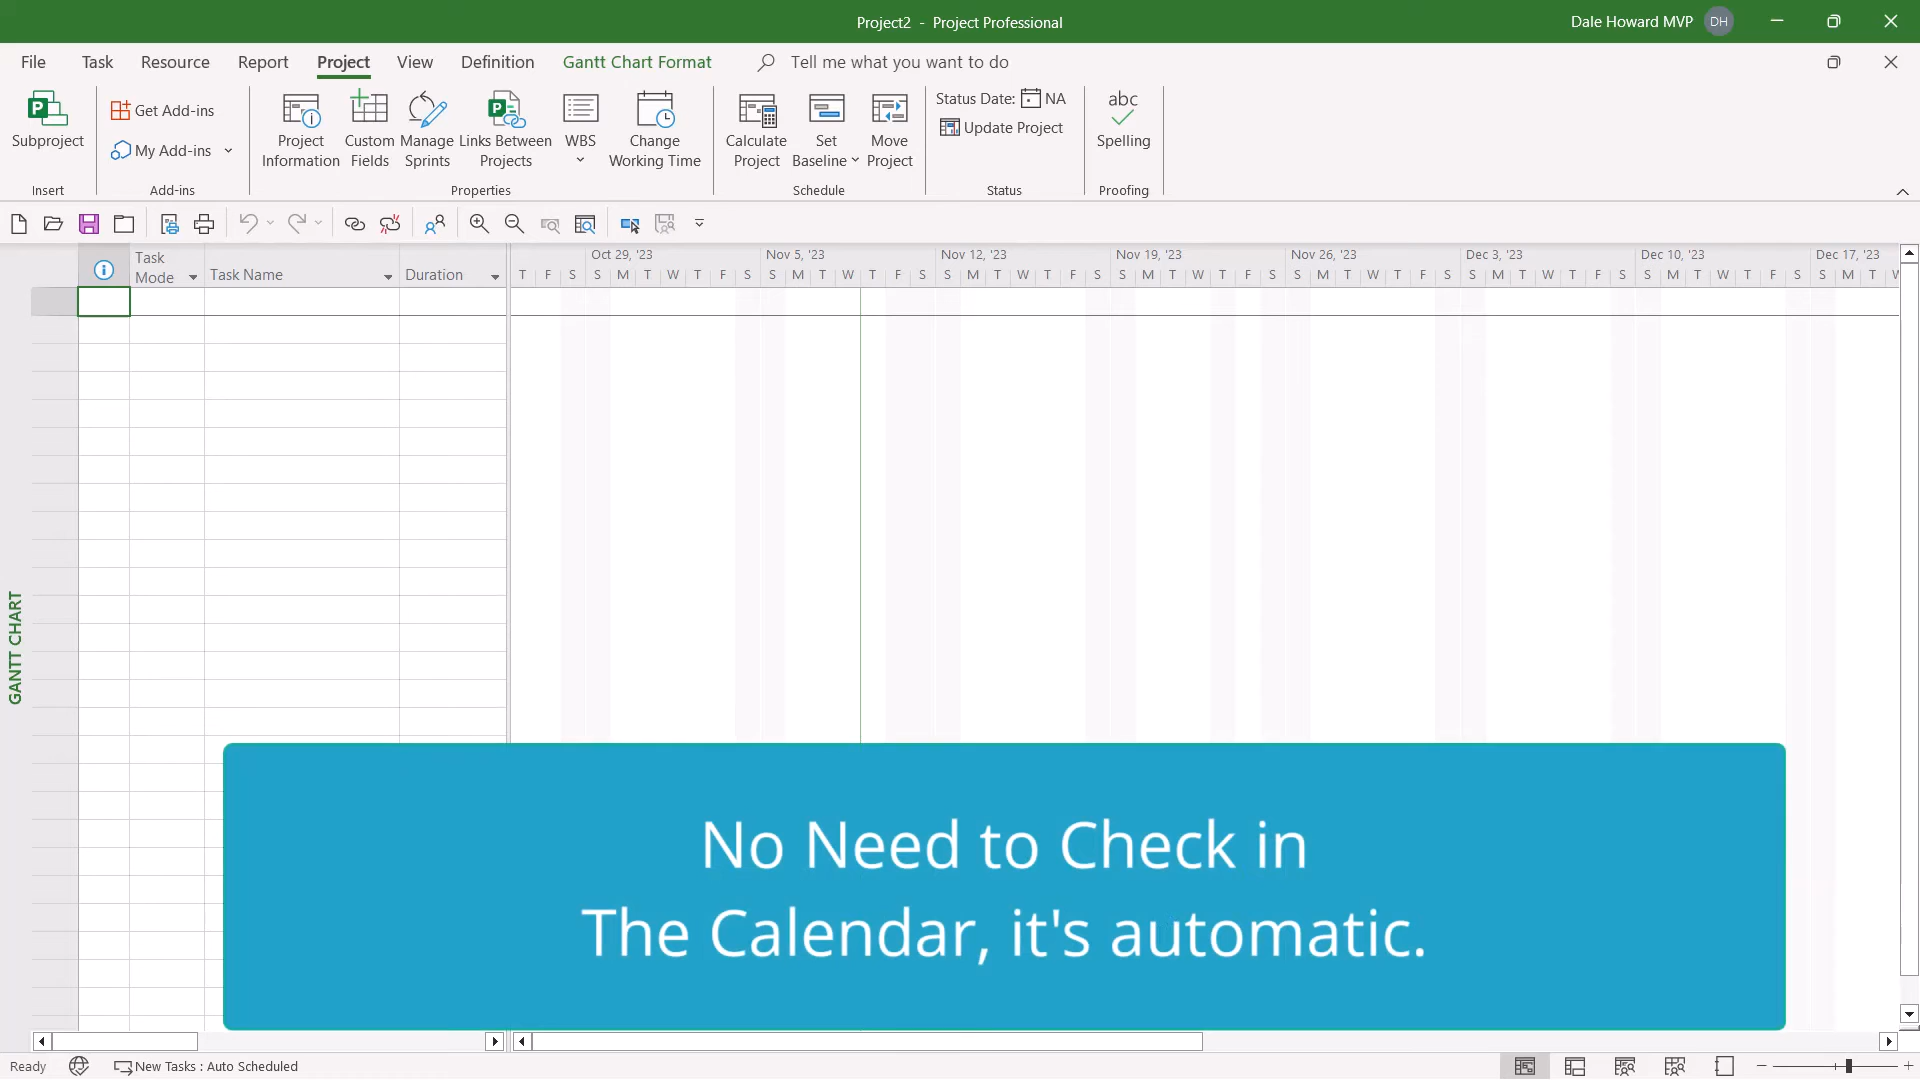 Project2 - Project Professional
Dale Howard MVP DH
File Task Resource Report Project View Definition Gantt Chart Format Tell me what you want to do
Subproject
Insert
Get Add-ins
My Add-ins
Add-ins
Project Information
Custom Fields
Manage Sprints
Links Between Projects
WBS
Change Working Time
Properties
Calculate Project
Set Baseline
Move Project
Schedule
Status Date: NA
Update Project
Status
abc
Spelling
Proofing
Task Mode
Task Name
Duration
Oct 29, '23 Nov 5, '23 Nov 12, '23 Nov 19, '23 Nov 26, '23 Dec 3, '23 Dec 10, '23 Dec 17, '23
T F S S M T W T F S S M T W T F S S M T W T F S S M T W T F S S M T W T F S S M T W T F S S M T W T F S S M T W
GANTT CHART
No Need to Check in
The Calendar, it's automatic.
Ready
New Tasks : Auto Scheduled